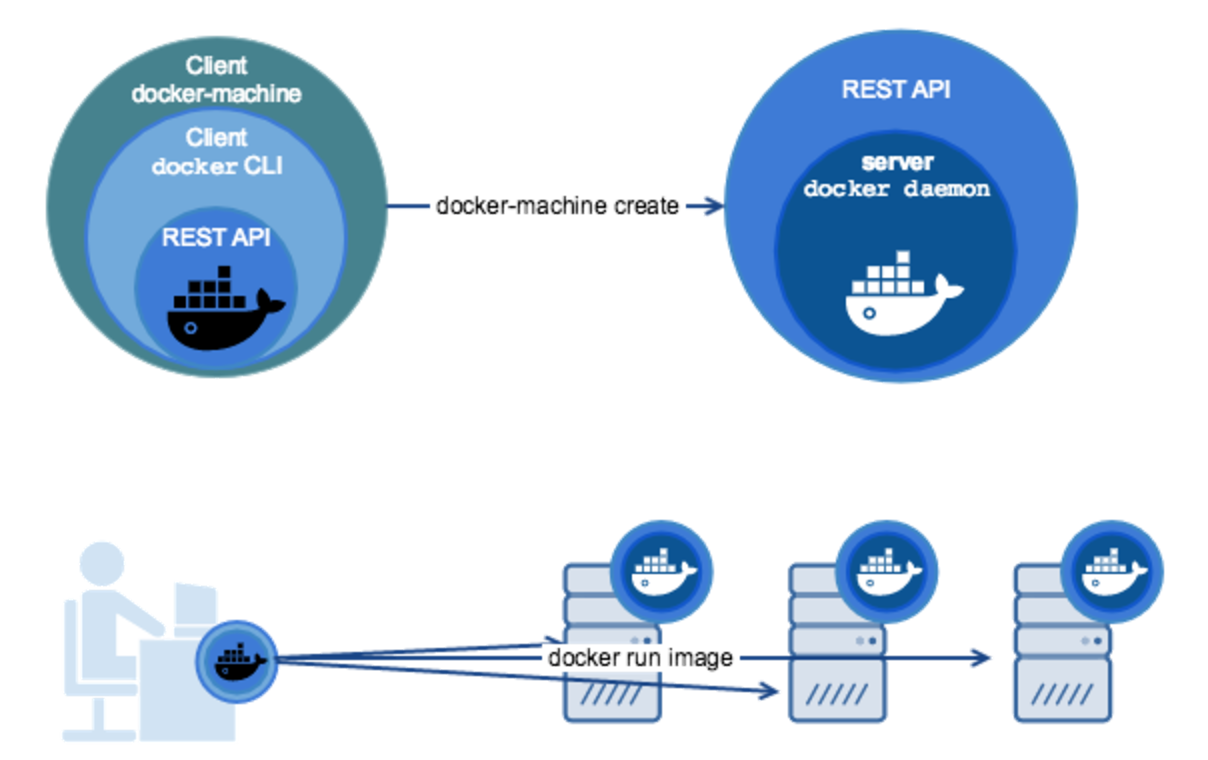 Client
docker-machine
Client
docker CLI
REST API
docker-machine create
REST API
server
docker daemon
docker run image